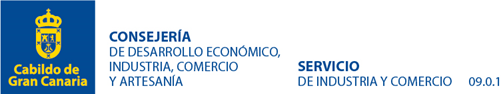 Cabildo de
Gran Canaria
CONSEJERÍA
DE DESARROLLO ECONÓMICO,
INDUSTRIA, COMERCIO
Y ARTESANÍA
SERVICIO
DE INDUSTRIA Y COMERCIO 09.0.1